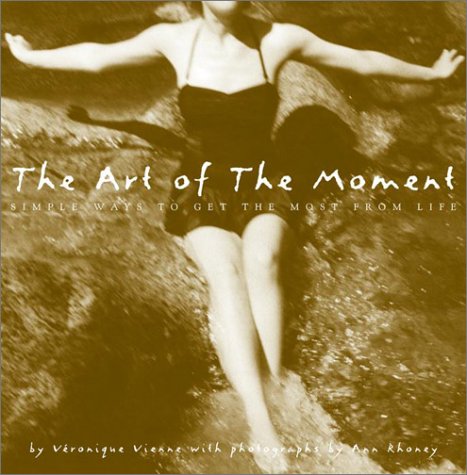 The Art of The Moment
SIMPLE WAYS TO GET THE MOST FROM LIFE
by Véronique Vienne with photographs by Ann Rhoney